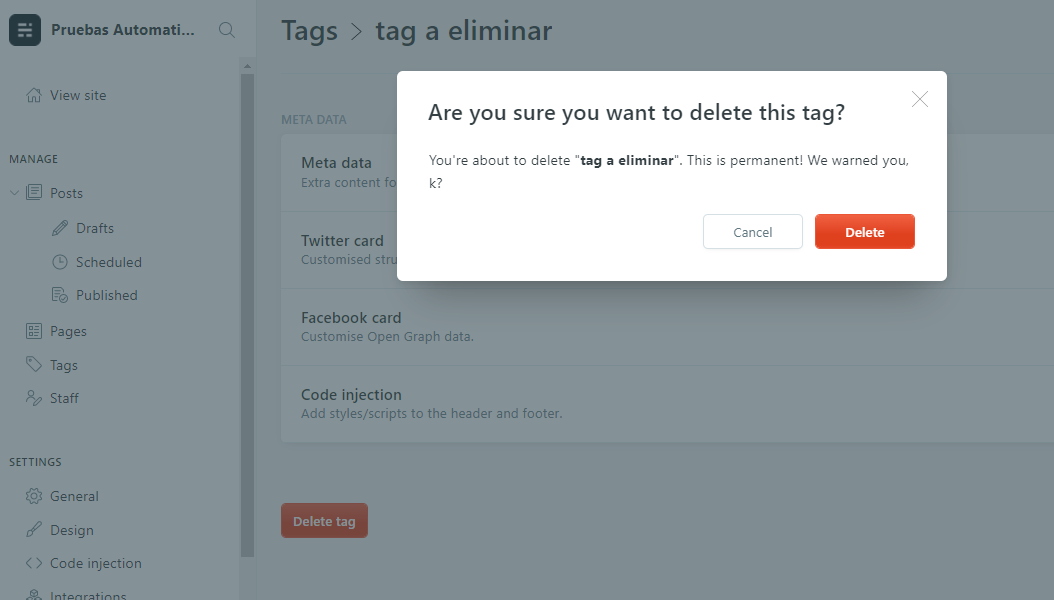 Pruebas Automati...
View site
MANAGE
Posts
Drafts
Scheduled
Published
Pages
Tags
Staff
SETTINGS
General
Design
Code injection
Integrations
Tags > tag a eliminar
META DATA
Meta data
Extra content fo
Twitter card
Customised stru
Facebook card
Customise Open Graph data.
Code injection
Add styles/scripts to the header and footer.
Delete tag
Are you sure you want to delete this tag?
You're about to delete "tag a eliminar". This is permanent! We warned you,
k?
Cancel
Delete